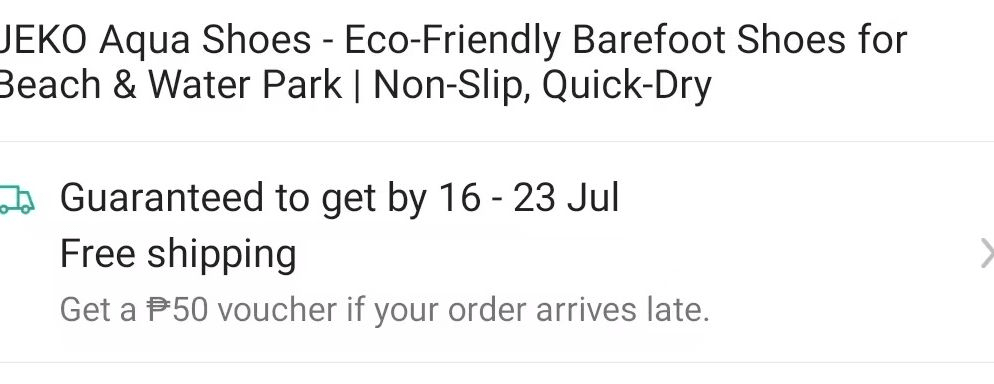 JEKO Aqua Shoes - Eco-Friendly Barefoot Shoes for
Beach & Water Park | Non-Slip, Quick-Dry
Guaranteed to get by 16 - 23 Jul
Free shipping
Get a ₱50 voucher if your order arrives late.